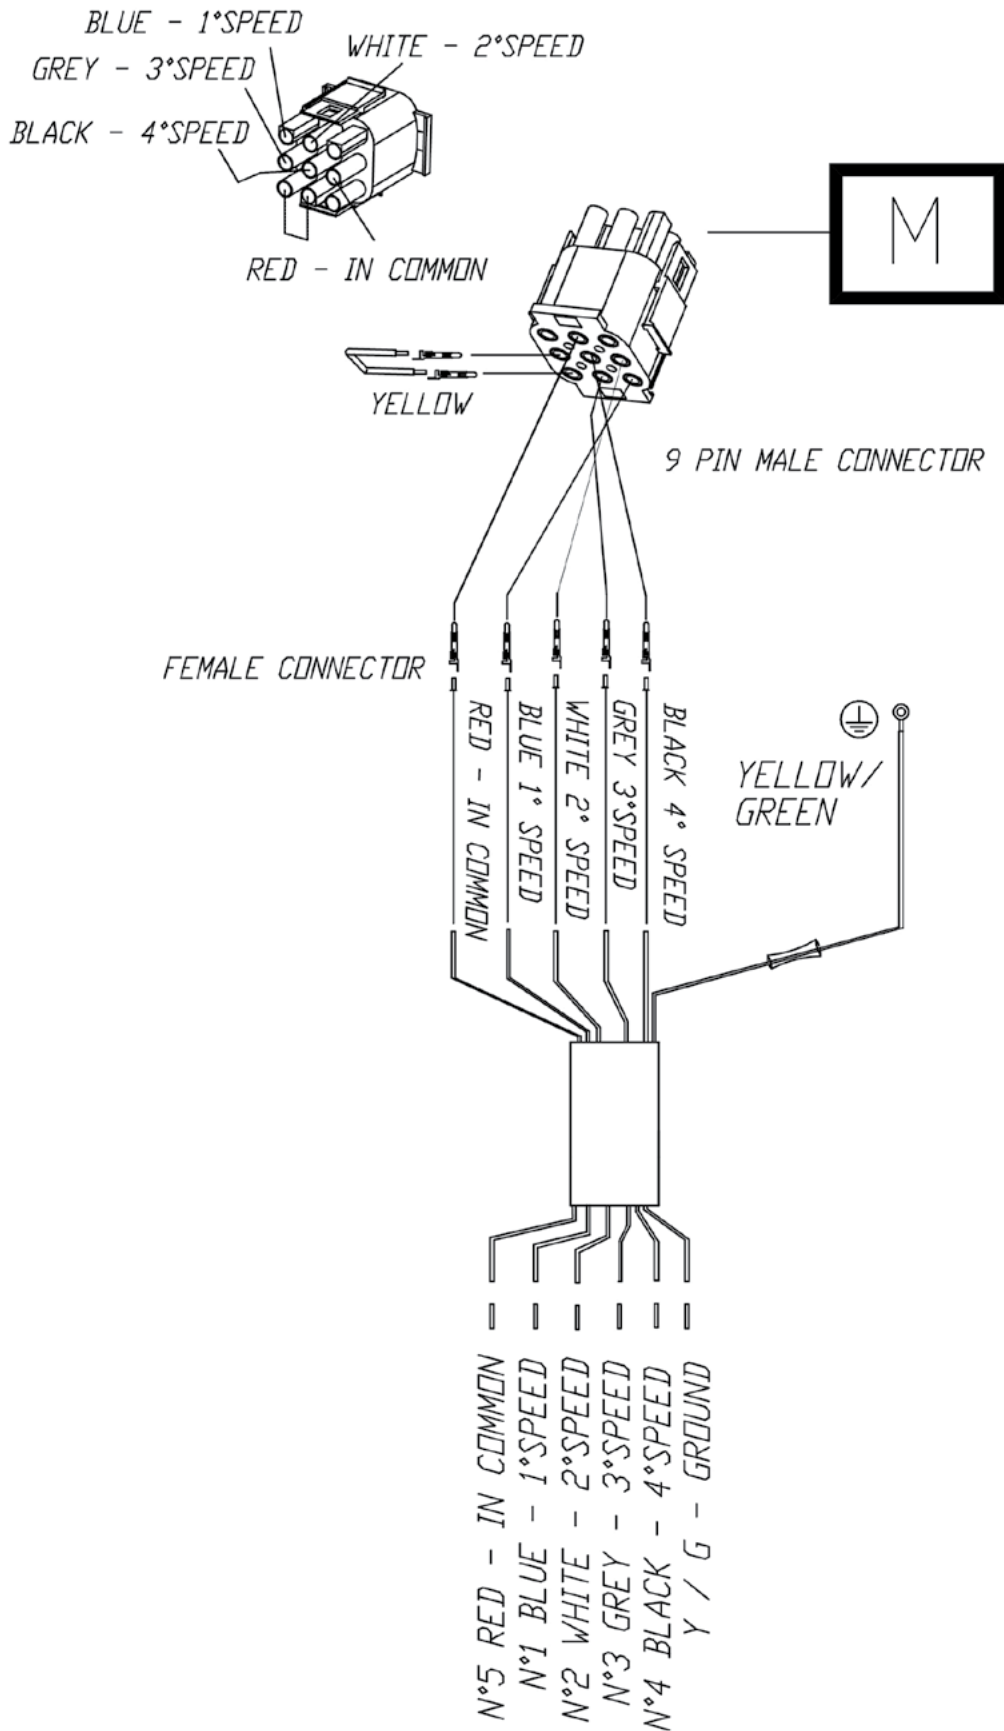 BLUE - 1°SPEED
WHITE - 2°SPEED
GREY - 3°SPEED
BLACK - 4°SPEED
RED - IN COMMON
M
YELLOW
9 PIN MALE CONNECTOR
FEMALE CONNECTOR
RED - IN COMMON
BLUE 1° SPEED
WHITE 2° SPEED
GREY 3°SPEED
BLACK 4° SPEED
YELLOW/
GREEN
N°5 RED - IN COMMON
N°1 BLUE - 1°SPEED
N°2 WHITE - 2°SPEED
N°3 GREY - 3°SPEED
N°4 BLACK - 4°SPEED
Y / G - GROUND